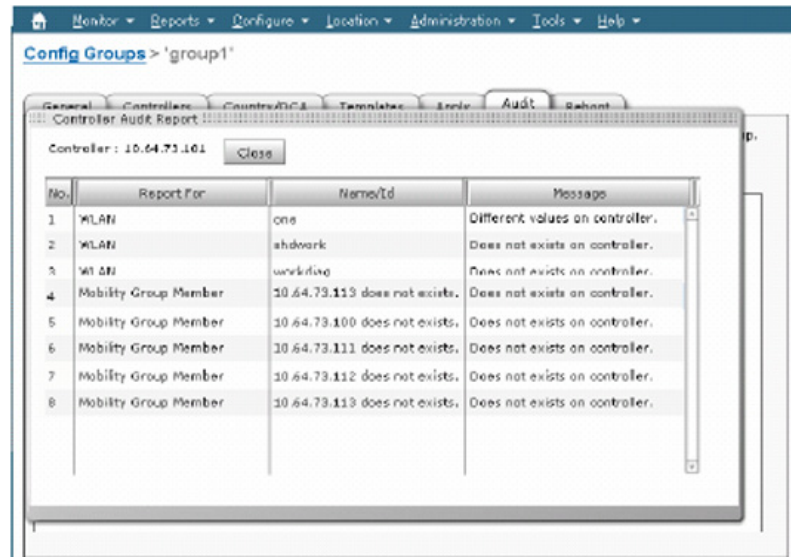 Monitor Reports Configure Location Administration Tools Help
Config Groups > 'group1'
General Controllers Country/DCA Templates Apply Audit Reboot
Controller Audit Report
Controller : 10.64.73.101 Close
No. Report For Name/Id Message
1 WLAN one Different values on controller.
2 WLAN ahdwork Does not exists on controller.
3 WLAN workdiag Does not exists on controller.
4 Mobility Group Member 10.64.73.113 does not exists. Does not exists on controller.
5 Mobility Group Member 10.64.73.100 does not exists. Does not exists on controller.
6 Mobility Group Member 10.64.73.111 does not exists. Does not exists on controller.
7 Mobility Group Member 10.64.73.112 does not exists. Does not exists on controller.
8 Mobility Group Member 10.64.73.113 does not exists. Does not exists on controller.